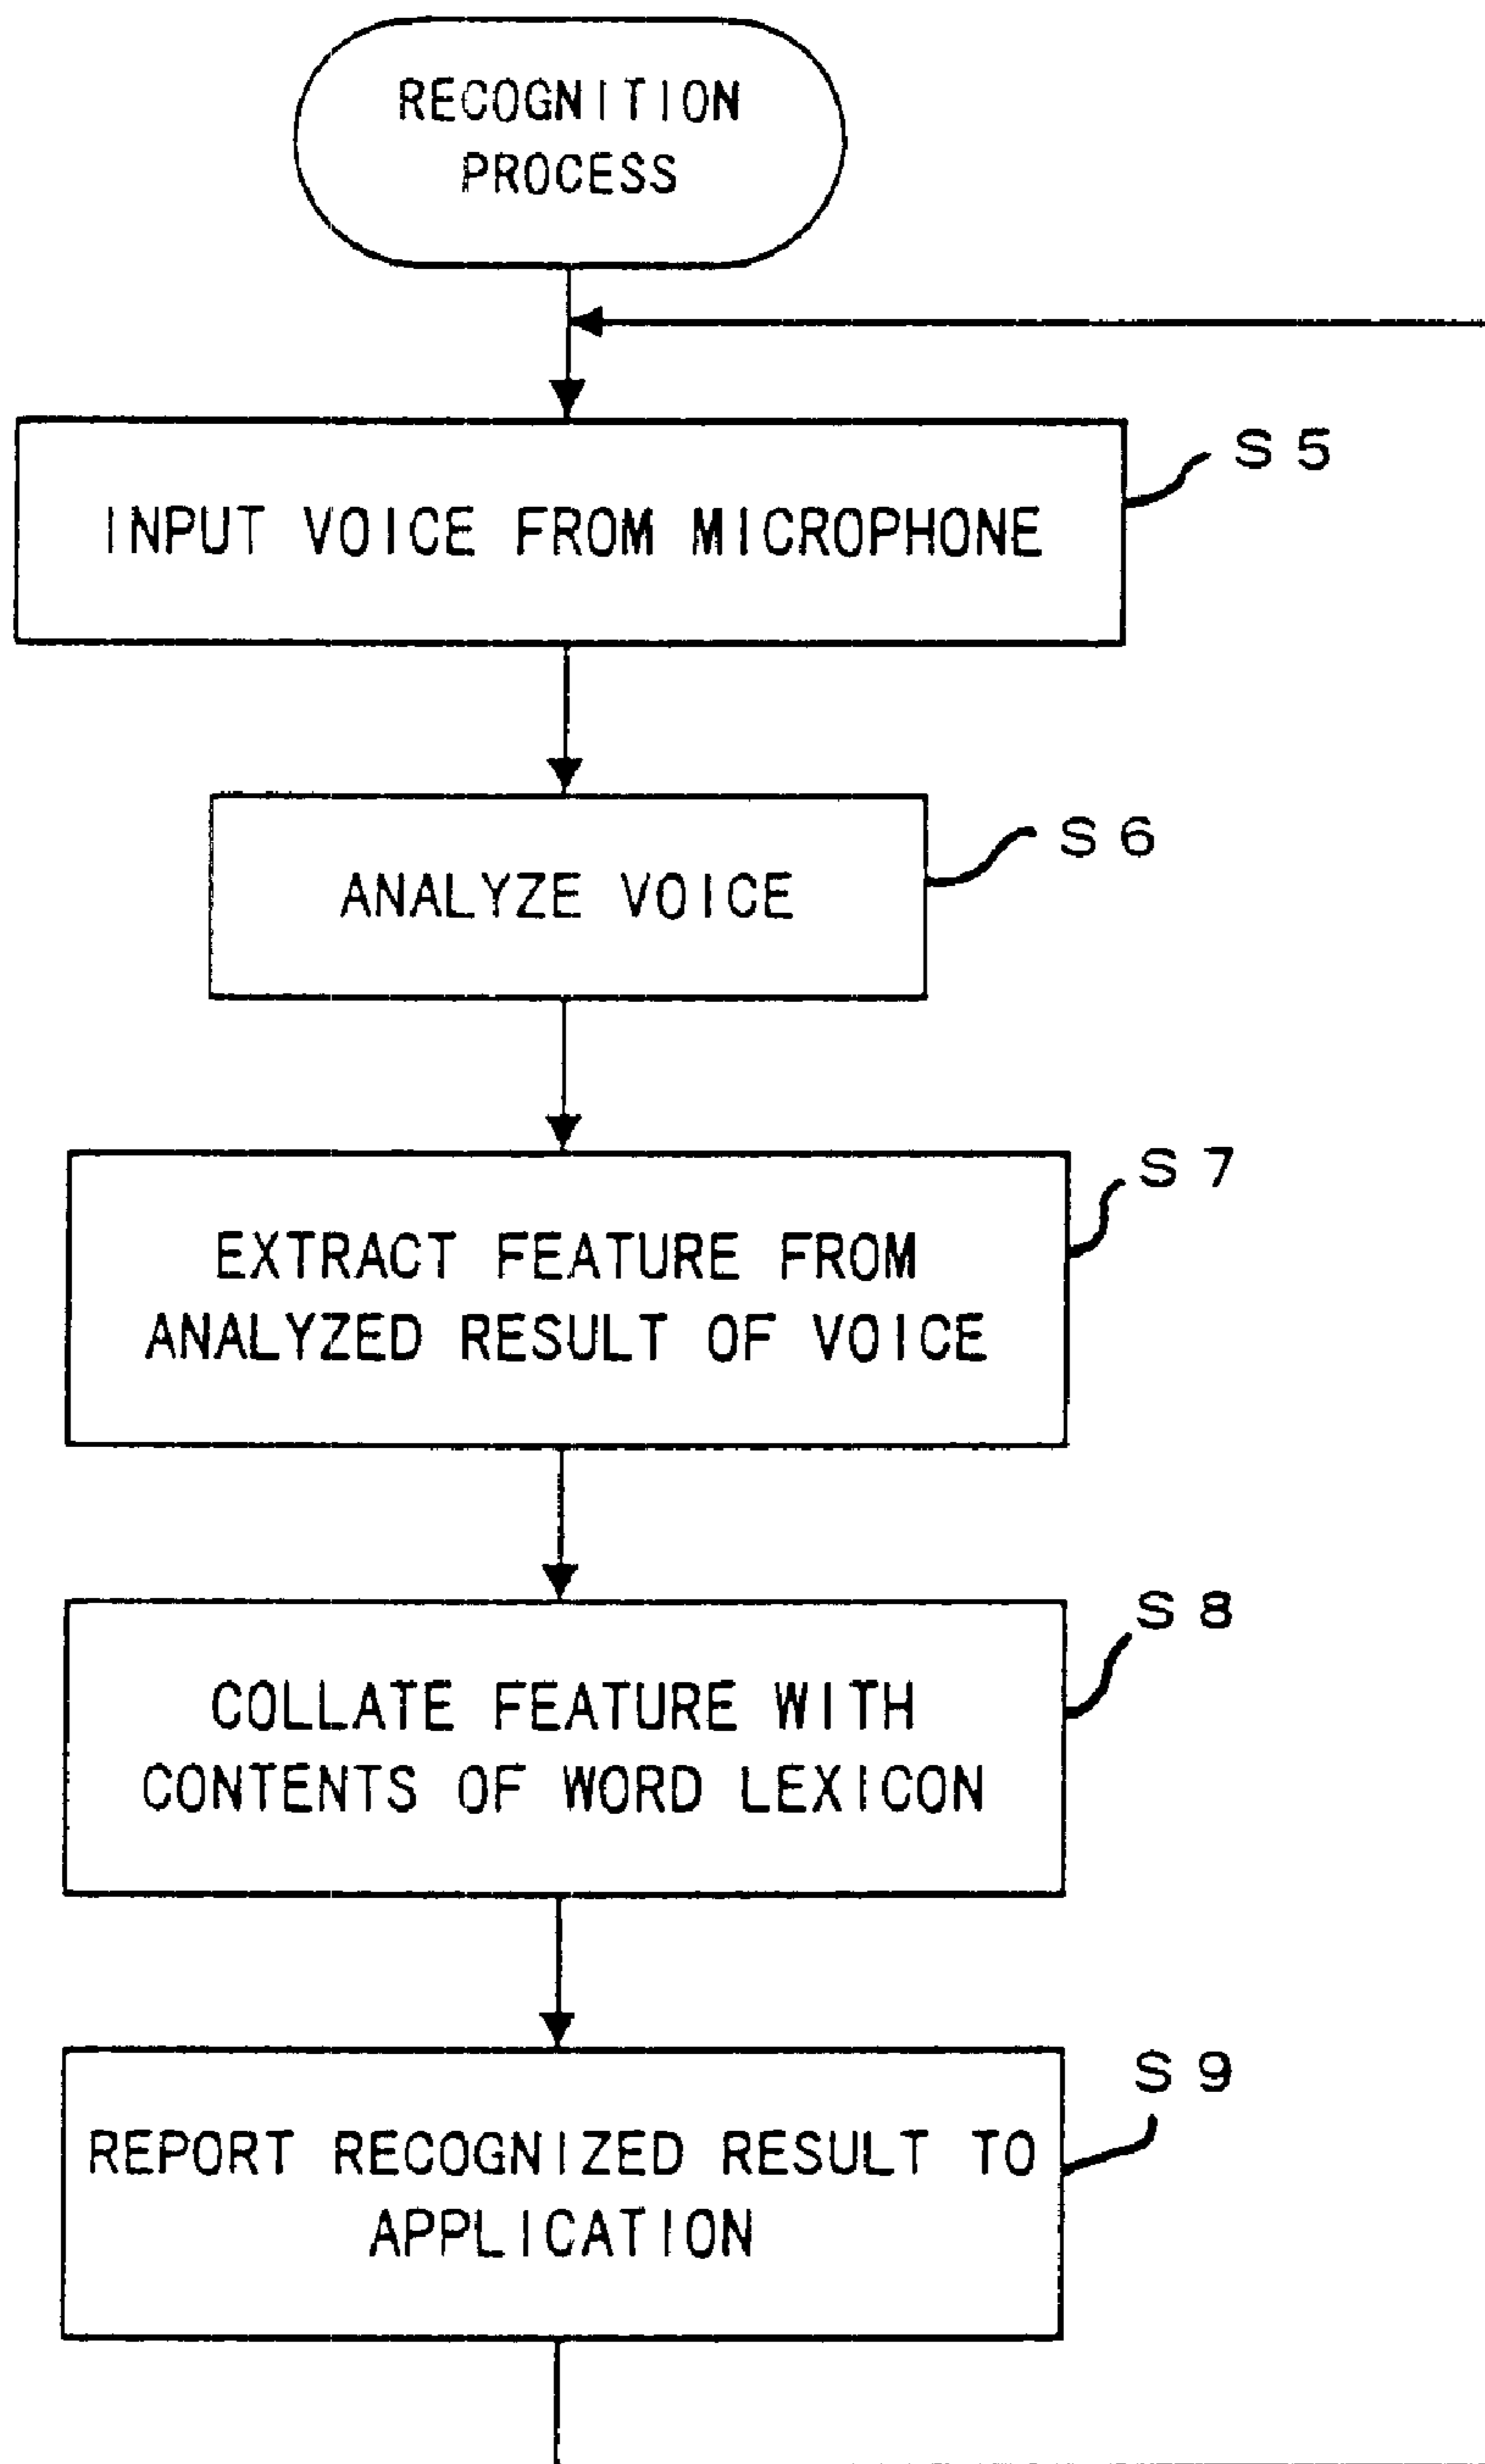 RECOGNITION
PROCESS
S5
INPUT VOICE FROM MICROPHONE
S6
ANALYZE VOICE
S7
EXTRACT FEATURE FROM
ANALYZED RESULT OF VOICE
S8
COLLATE FEATURE WITH
CONTENTS OF WORD LEXICON
S9
REPORT RECOGNIZED RESULT TO
APPLICATION